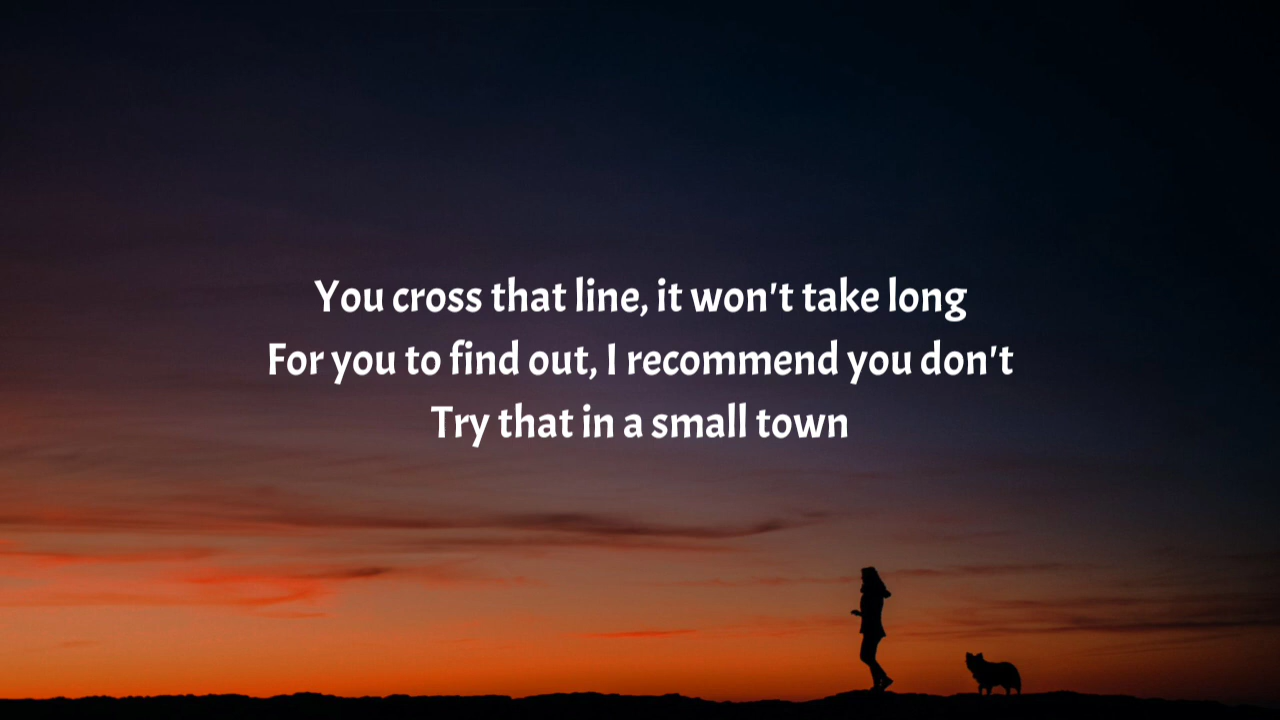 You cross that line, it won't take long
For you to find out, I recommend you don't
Try that in a small town